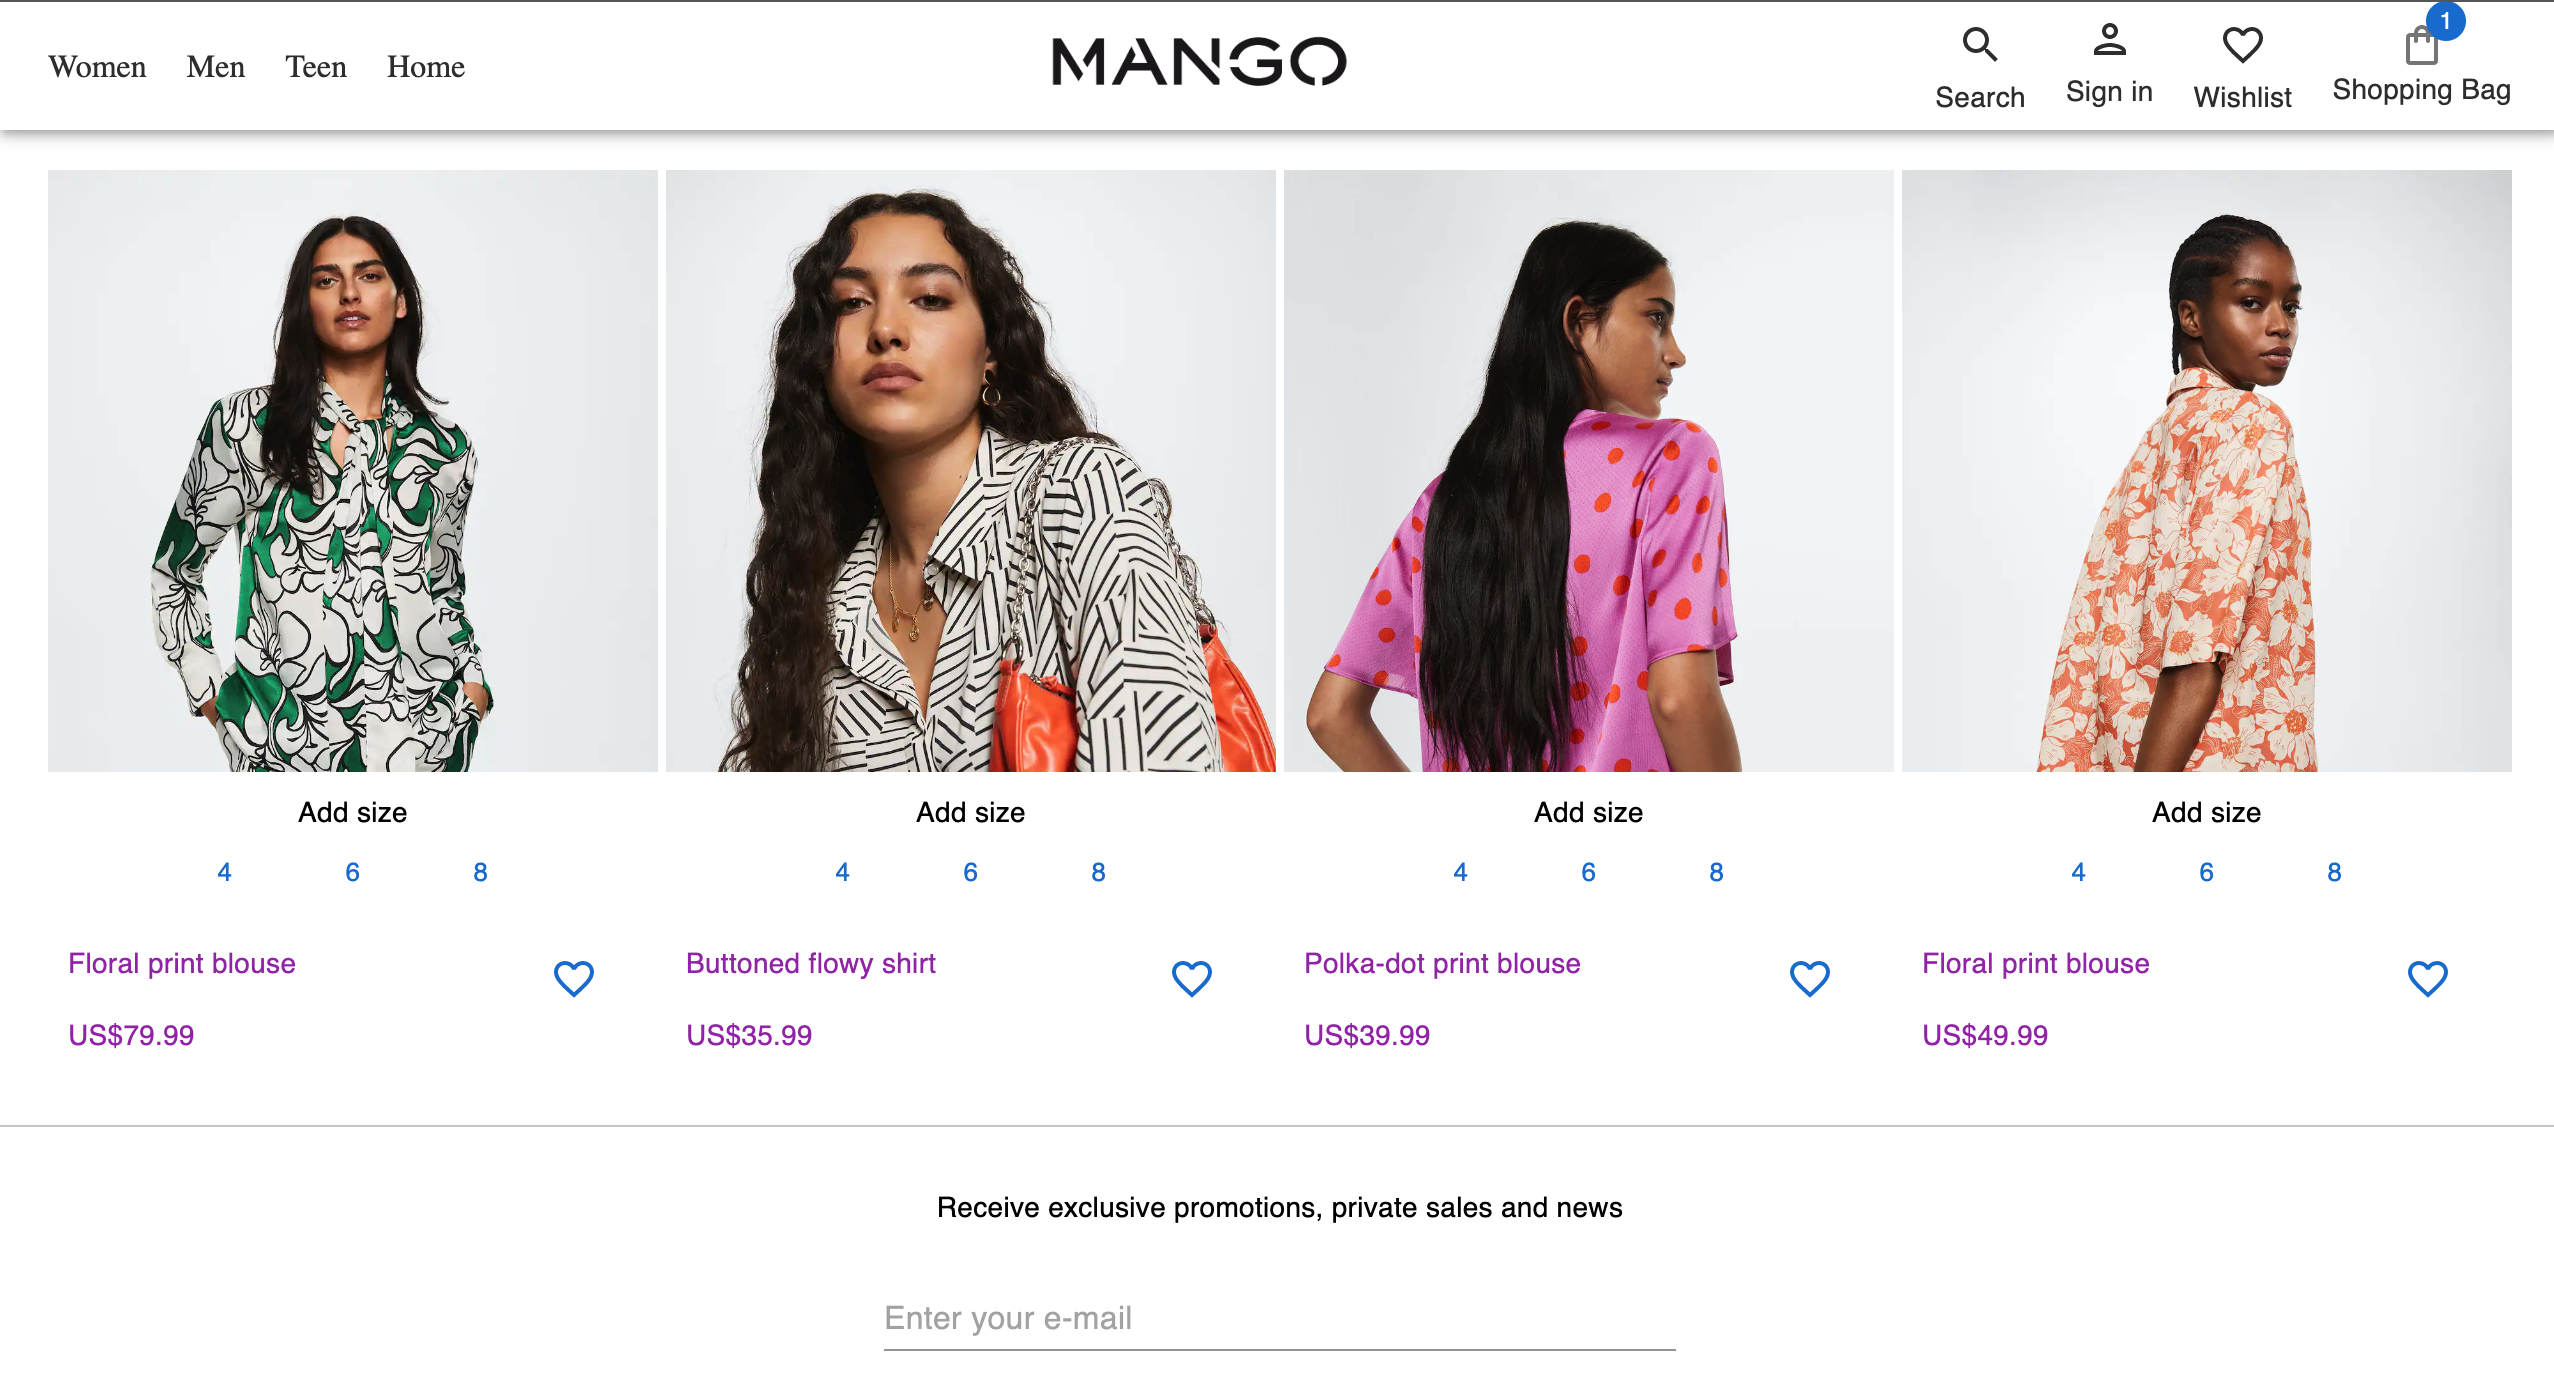 Women Men Teen Home
MANGO
Search
Sign in
Wishlist
1
Shopping Bag
Add size
4 6 8
Floral print blouse
US$79.99
Add size
4 6 8
Buttoned flowy shirt
US$35.99
Add size
4 6 8
Polka-dot print blouse
US$39.99
Add size
4 6 8
Floral print blouse
US$49.99
Receive exclusive promotions, private sales and news
Enter your e-mail